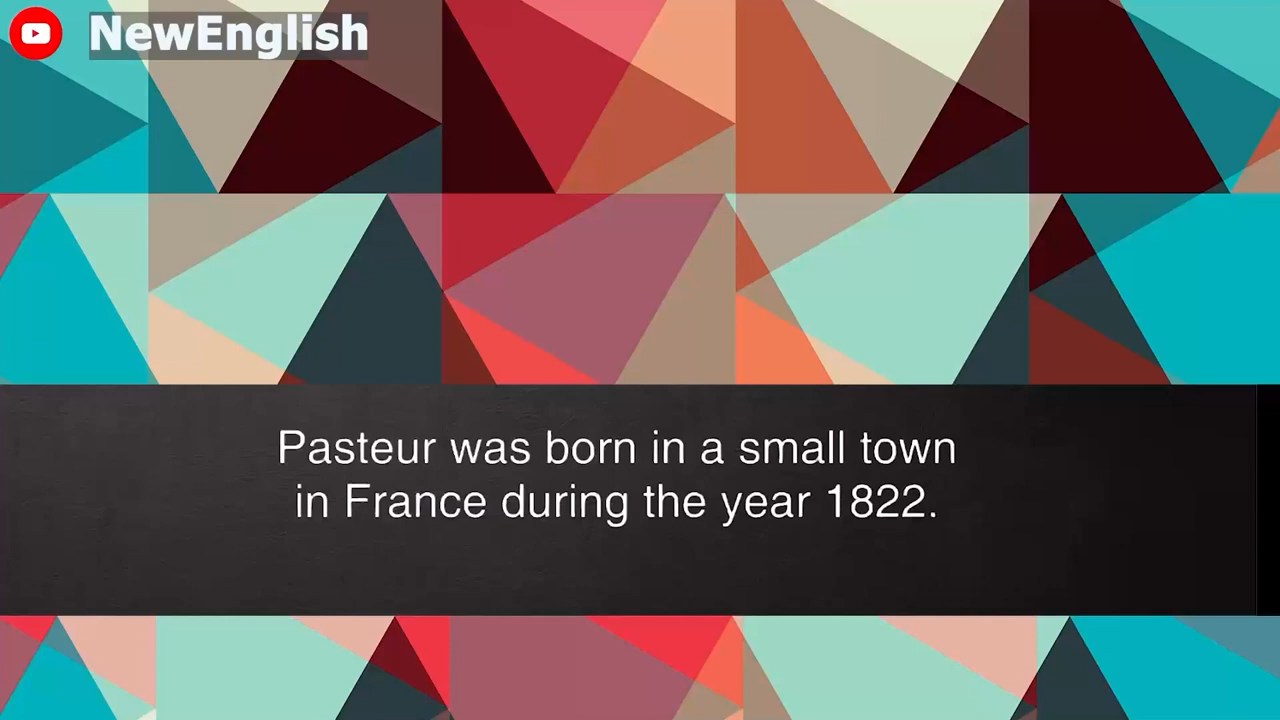 NewEnglish
Pasteur was born in a small town
in France during the year 1822.